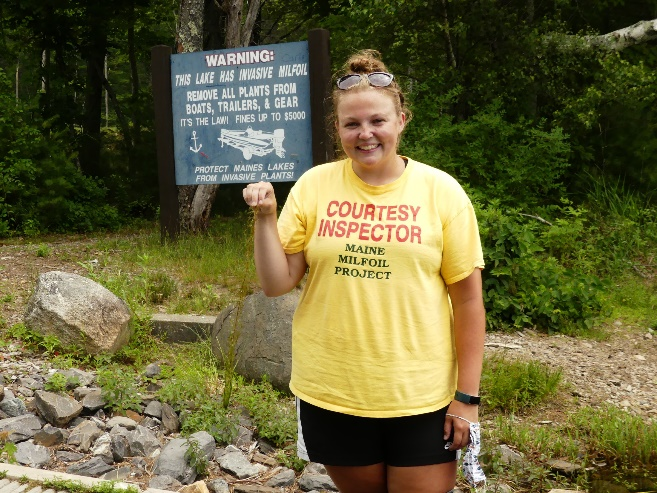 WARNING:
THIS LAKE HAS INVASIVE MILFOIL
REMOVE ALL PLANTS FROM
BOATS, TRAILERS, & GEAR
IT'S THE LAW! FINES UP TO $5000
PROTECT MAINES LAKES
FROM INVASIVE PLANTS
COURTESY
INSPECTOR
MAINE
MILFOIL
PROJECT